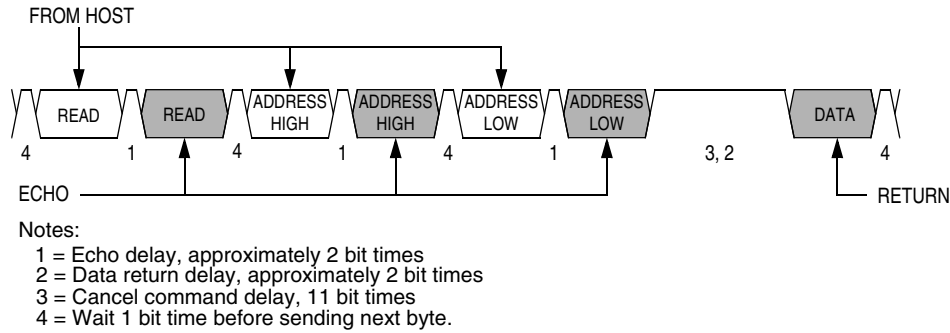 FROM HOST
READ READ ADDRESS HIGH ADDRESS HIGH ADDRESS LOW ADDRESS LOW DATA
4 1 4 1 4 1 3, 2 4
ECHO RETURN
Notes:
1 = Echo delay, approximately 2 bit times
2 = Data return delay, approximately 2 bit times
3 = Cancel command delay, 11 bit times
4 = Wait 1 bit time before sending next byte.